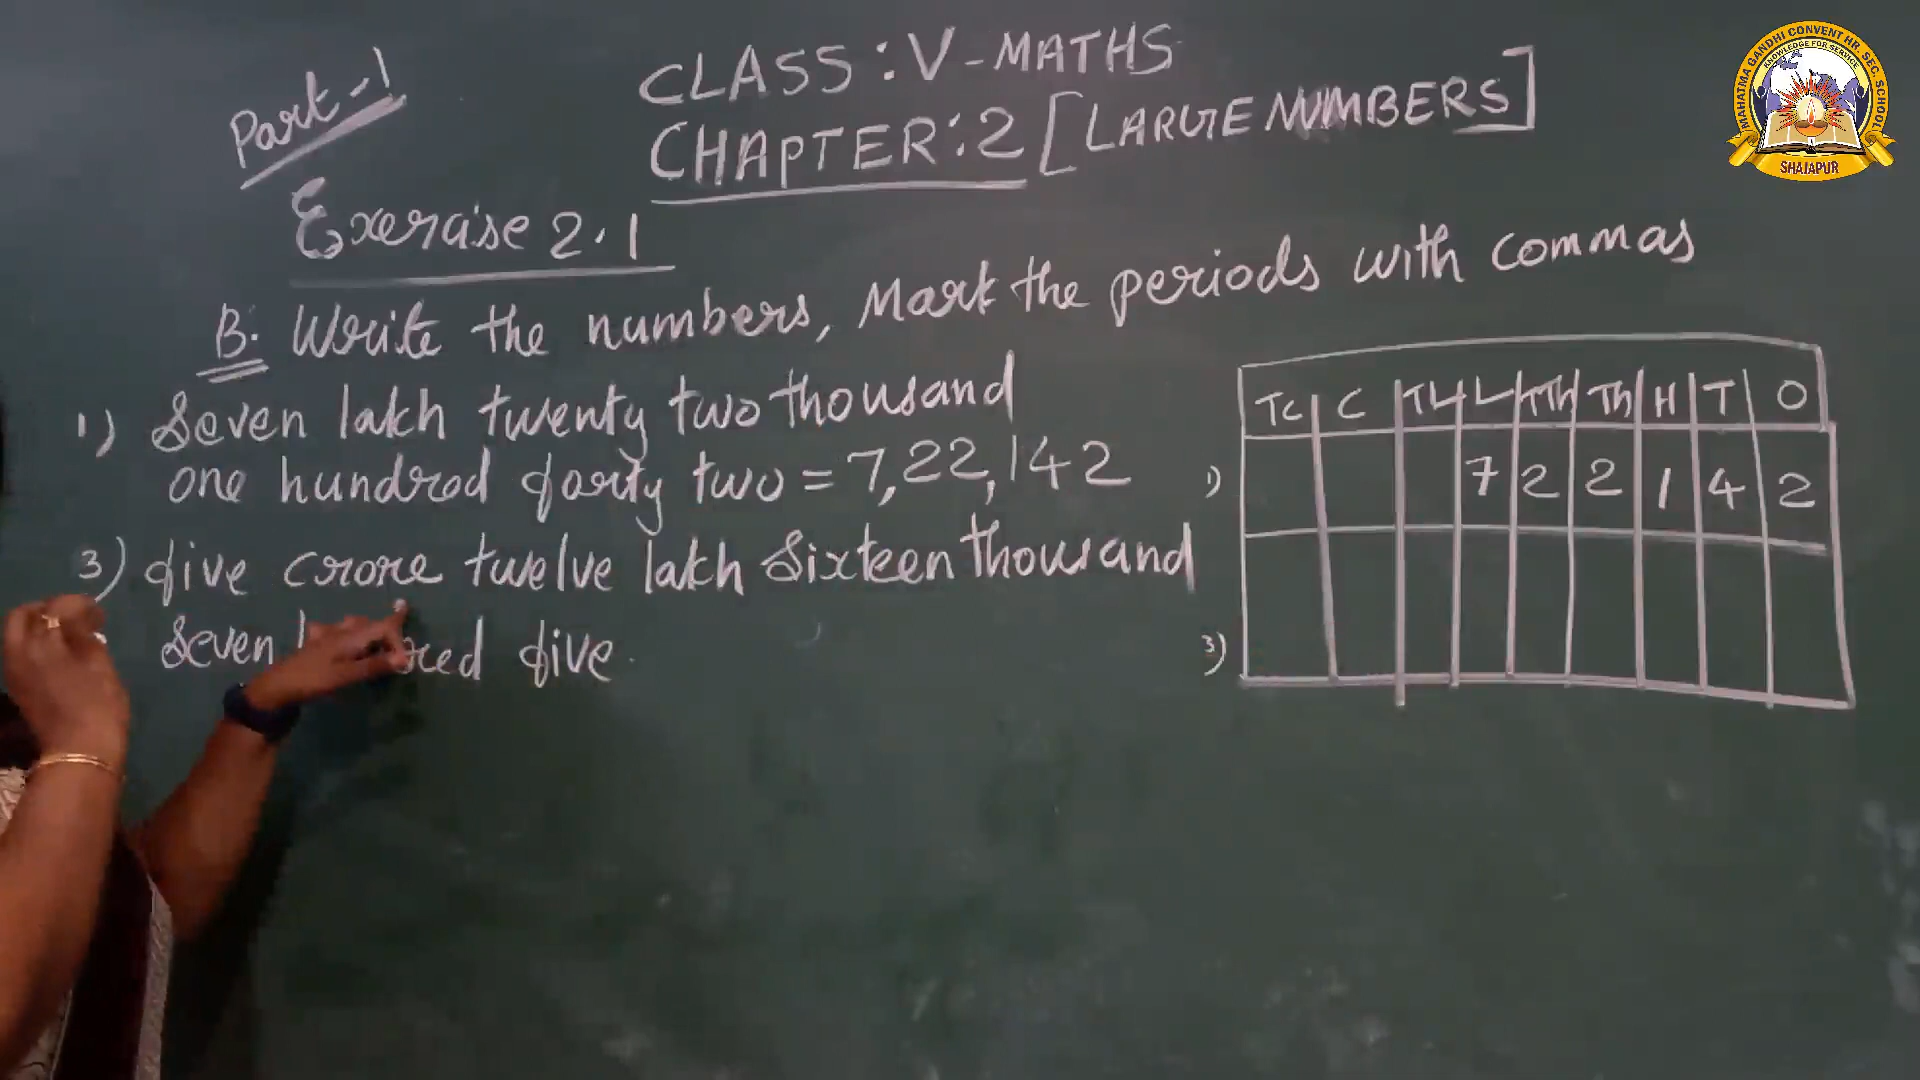 Part-1
CLASS: V-MATHS
CHAPTER: 2 [LARGE NUMBERS]
Exercise 2.1
B. Write the numbers, Mark the periods with commas
1) Seven lakh twenty two thousand
one hundred forty two = 7,22,142
3) five crore twelve lakh Sixteen thousand
Seven five.
TC C TL L TTh Th H T O
1) 7 2 2 1 4 2
3)
MAHATMA GANDHI CONVENT HR. SEC. SCHOOL
KNOWLEDGE FOR SERVICE
SHAJAPUR